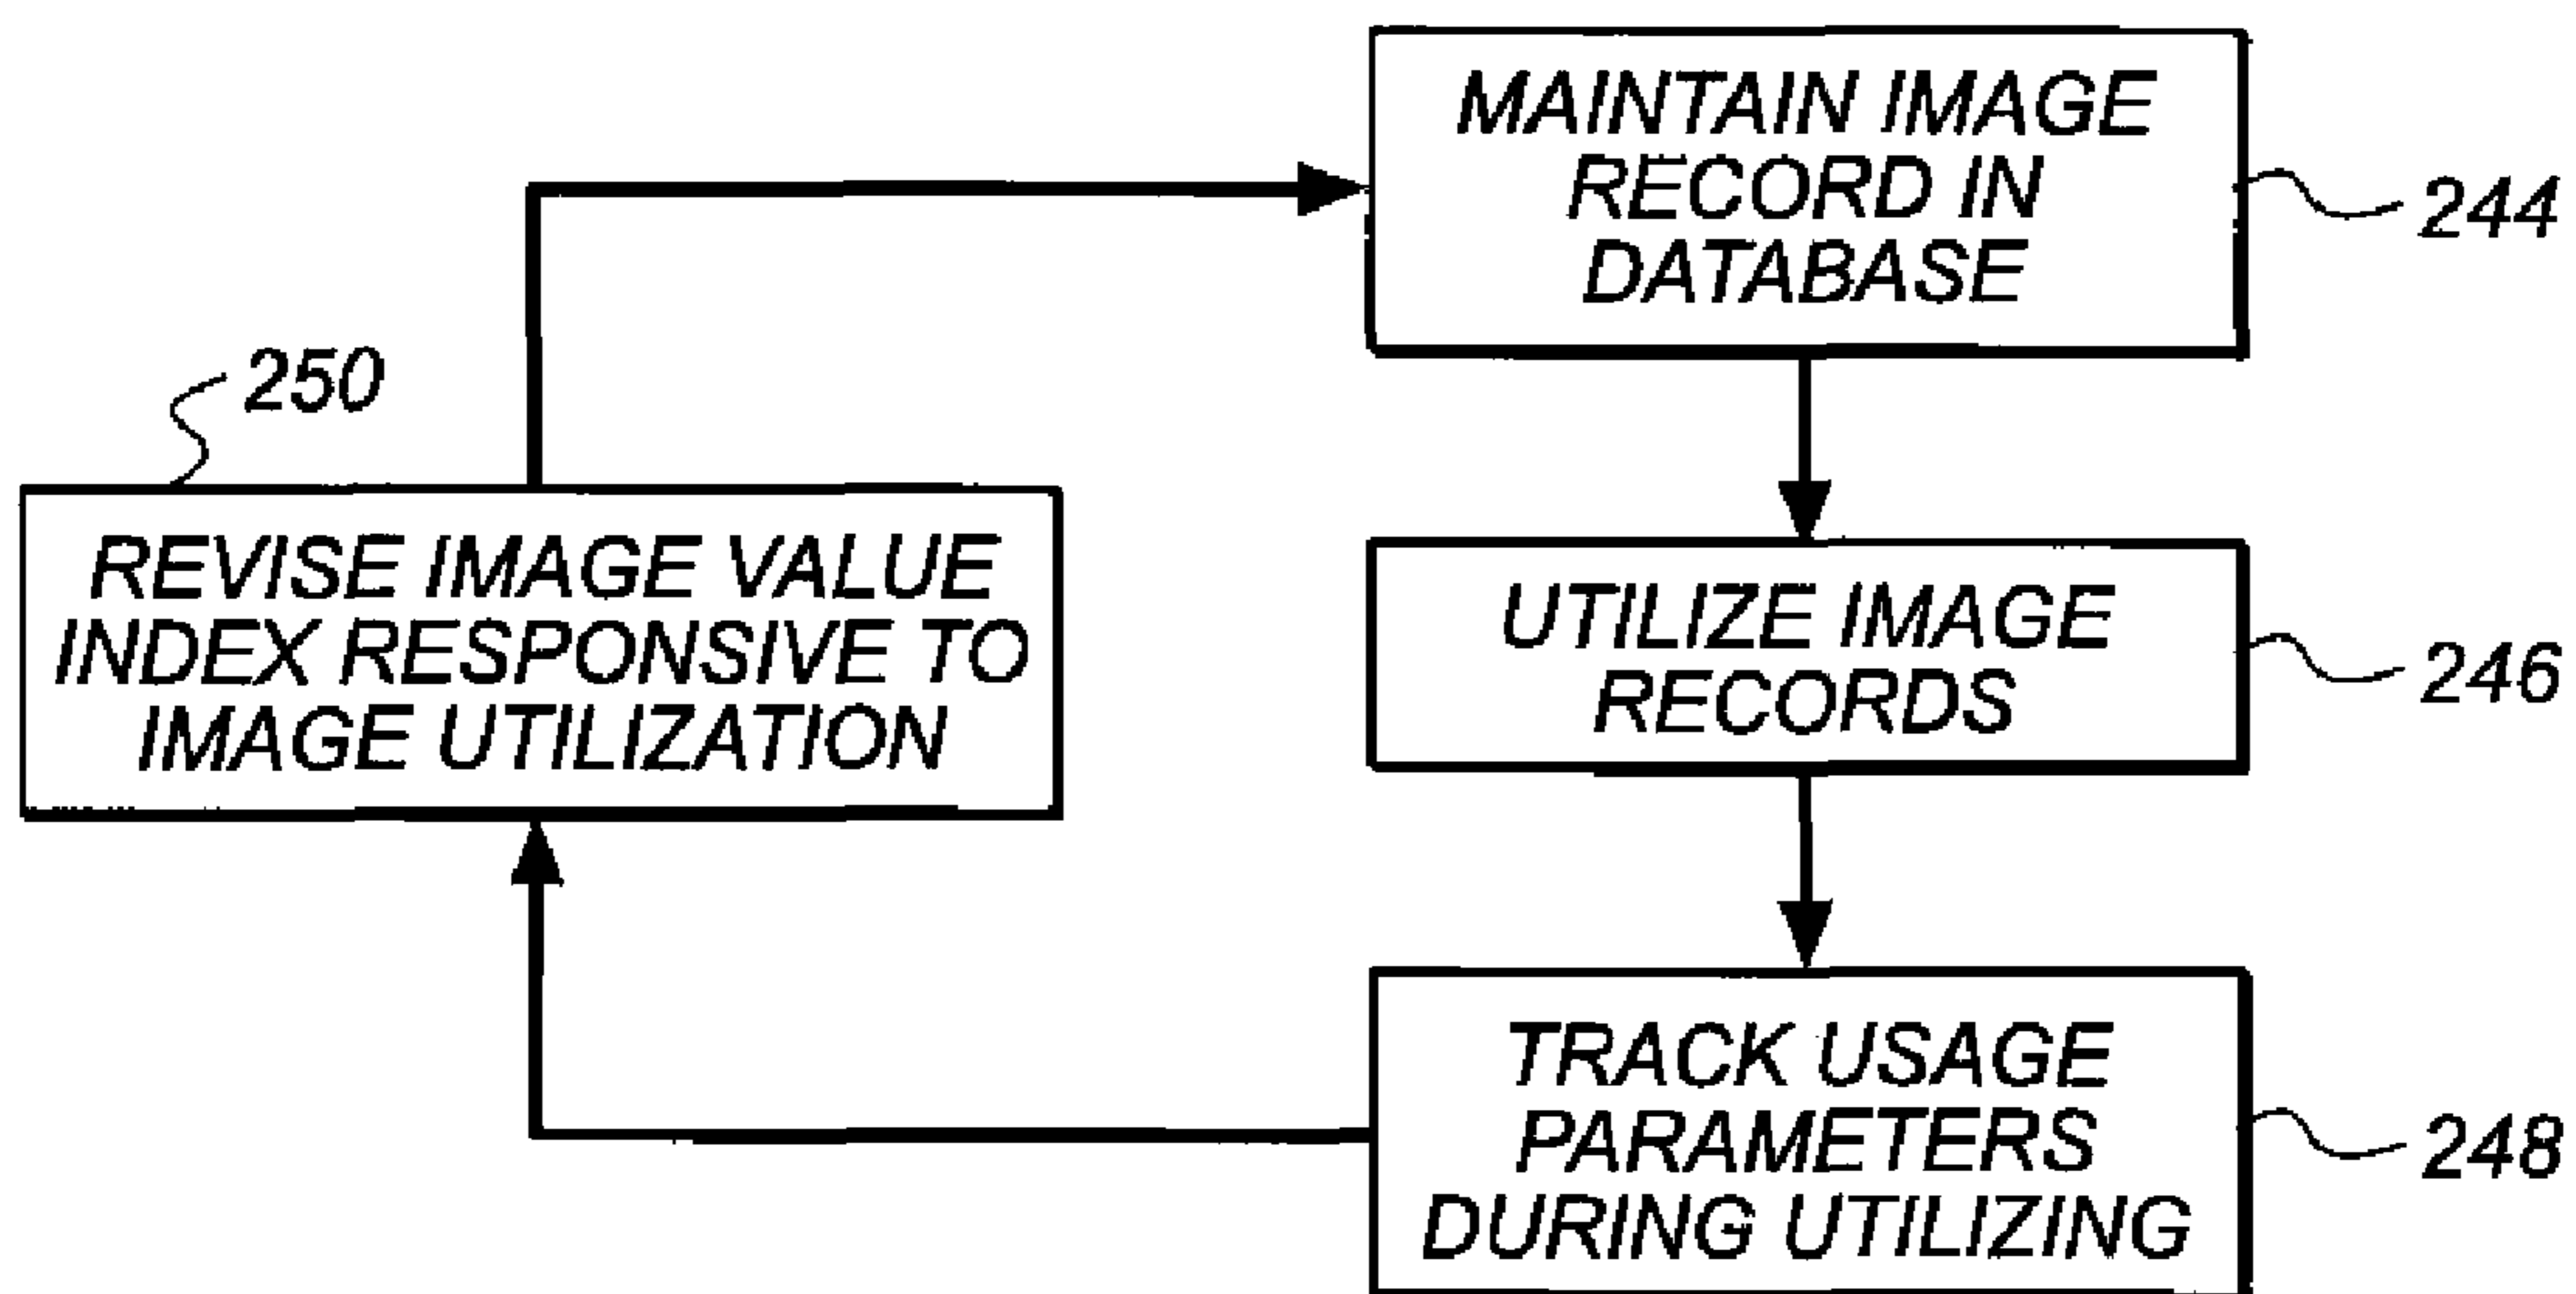 MAINTAIN IMAGE
RECORD IN
DATABASE
244
250
REVISE IMAGE VALUE
INDEX RESPONSIVE TO
IMAGE UTILIZATION
UTILIZE IMAGE
RECORDS
246
TRACK USAGE
PARAMETERS
DURING UTILIZING
248